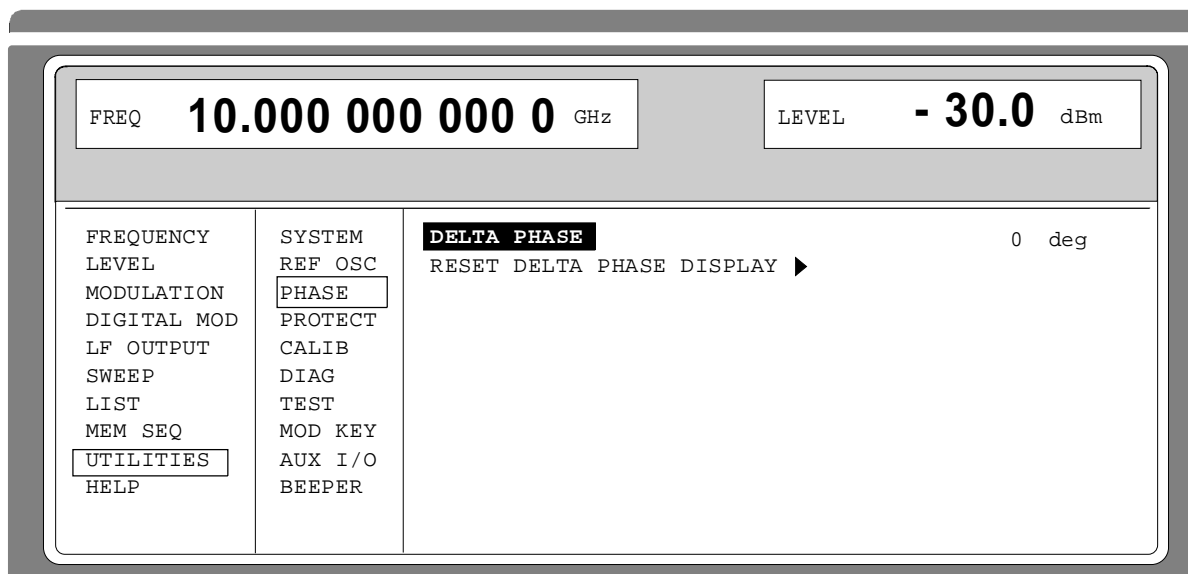 FREQ 10.000 000 000 0 GHz LEVEL - 30.0 dBm
FREQUENCY SYSTEM DELTA PHASE 0 deg
LEVEL REF OSC RESET DELTA PHASE DISPLAY
MODULATION PHASE
DIGITAL MOD PROTECT
LF OUTPUT CALIB
SWEEP DIAG
LIST TEST
MEM SEQ MOD KEY
UTILITIES AUX I/O
HELP BEEPER